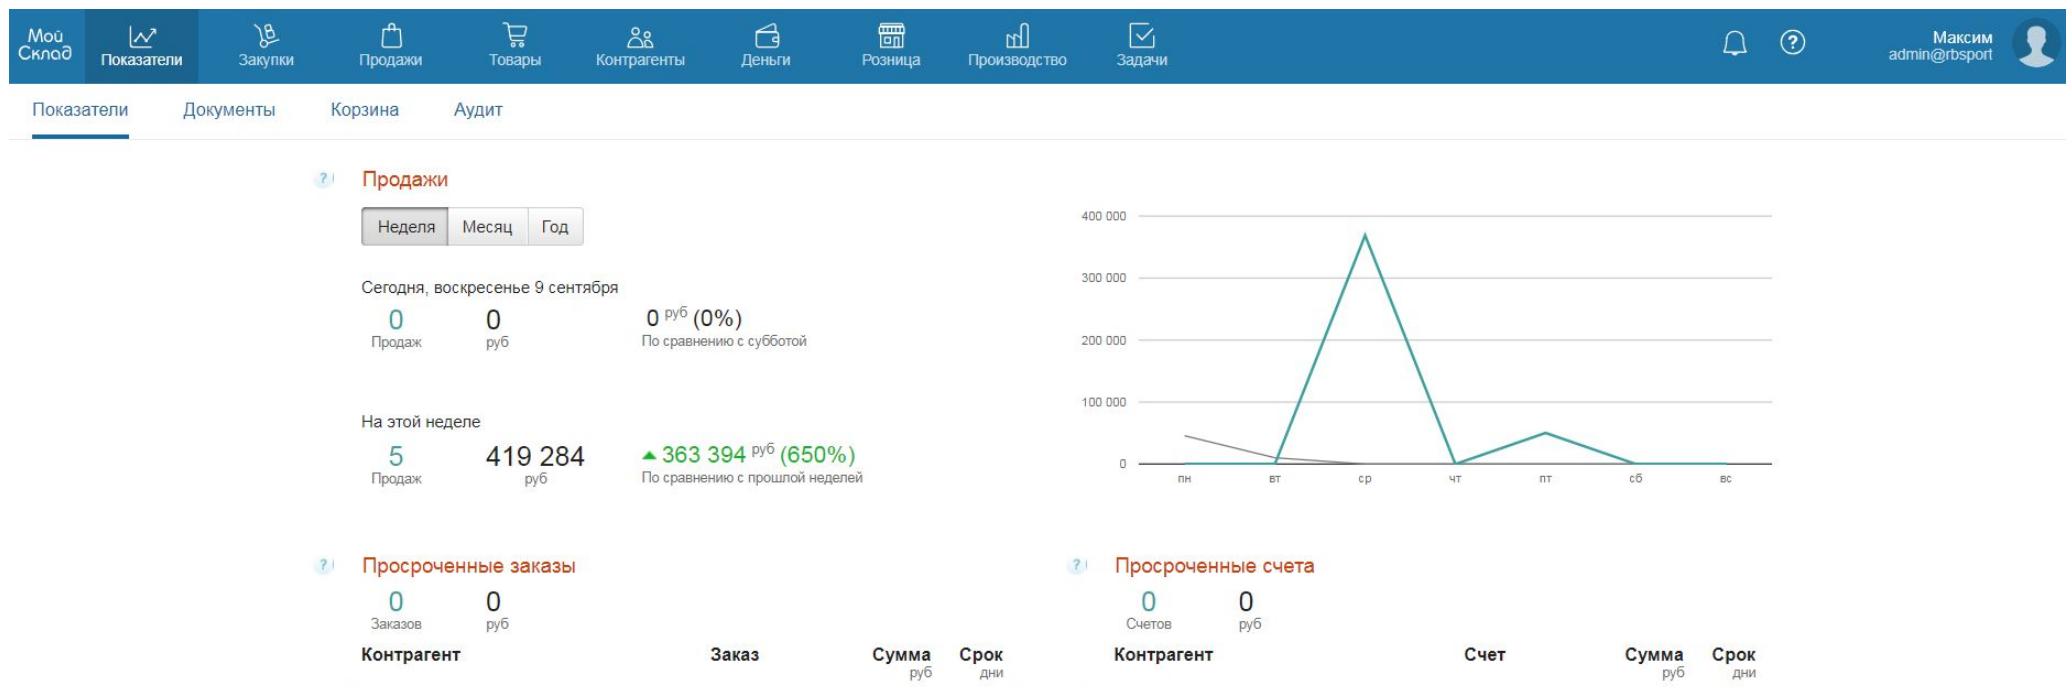 Мой Склад
Показатели Закупки Продажи Товары Контрагенты Деньги Розница Производство Задачи
?
Максим
admin@rbsport
Показатели Документы Корзина Аудит
? Продажи
Неделя Месяц Год
Сегодня, воскресенье 9 сентября
0 0 0 руб (0%)
Продаж руб По сравнению с субботой
На этой неделе
5 419 284 363 394 руб (650%)
Продаж руб По сравнению с прошлой неделей
400 000
300 000
200 000
100 000
0
пн вт ср чт пт сб вс
? Просроченные заказы
0 0
Заказов руб
Контрагент Заказ Сумма Срок
руб дни
? Просроченные счета
0 0
Счетов руб
Контрагент Счет Сумма Срок
руб дни